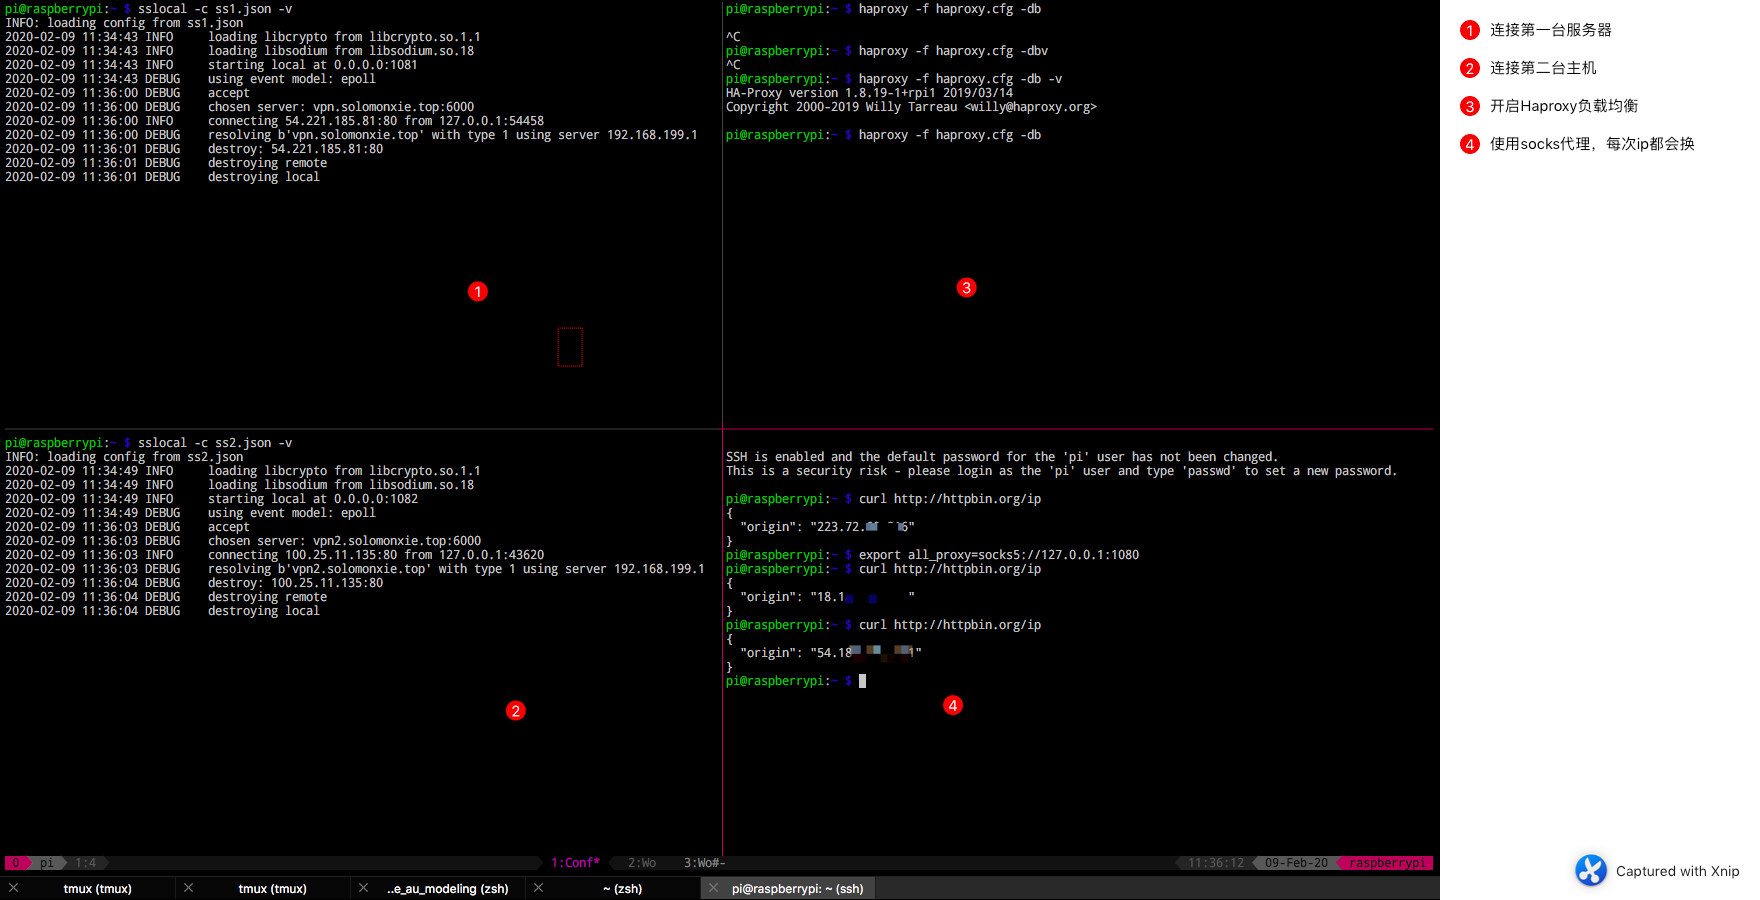 pi@raspberrypi:~ $ sslocal -c ss1.json -v
INFO: loading config from ss1.json
2020-02-09 11:34:43 INFO     loading libcrypto from libcrypto.so.1.1
2020-02-09 11:34:43 INFO     loading libsodium from libsodium.so.18
2020-02-09 11:34:43 INFO     starting local at 0.0.0.0:1081
2020-02-09 11:34:43 DEBUG    using event model: epoll
2020-02-09 11:36:00 DEBUG    accept
2020-02-09 11:36:00 DEBUG    chosen server: vpn.solomonxie.top:6000
2020-02-09 11:36:00 INFO     connecting 54.221.185.81:80 from 127.0.0.1:54458
2020-02-09 11:36:00 DEBUG    resolving b'vpn.solomonxie.top' with type 1 using server 192.168.199.1
2020-02-09 11:36:01 DEBUG    destroy: 54.221.185.81:80
2020-02-09 11:36:01 DEBUG    destroying remote
2020-02-09 11:36:01 DEBUG    destroying local
1
pi@raspberrypi:~ $ haproxy -f haproxy.cfg -db
^C
pi@raspberrypi:~ $ haproxy -f haproxy.cfg -dbv
^C
pi@raspberrypi:~ $ haproxy -f haproxy.cfg -db -v
HA-Proxy version 1.8.19-1+rpi1 2019/03/14
Copyright 2000-2019 Willy Tarreau <willy@haproxy.org>
pi@raspberrypi:~ $ haproxy -f haproxy.cfg -db
3
pi@raspberrypi:~ $ sslocal -c ss2.json -v
INFO: loading config from ss2.json
2020-02-09 11:34:49 INFO     loading libcrypto from libcrypto.so.1.1
2020-02-09 11:34:49 INFO     loading libsodium from libsodium.so.18
2020-02-09 11:34:49 INFO     starting local at 0.0.0.0:1082
2020-02-09 11:34:49 DEBUG    using event model: epoll
2020-02-09 11:36:03 DEBUG    accept
2020-02-09 11:36:03 DEBUG    chosen server: vpn2.solomonxie.top:6000
2020-02-09 11:36:03 INFO     connecting 100.25.11.135:80 from 127.0.0.1:43620
2020-02-09 11:36:03 DEBUG    resolving b'vpn2.solomonxie.top' with type 1 using server 192.168.199.1
2020-02-09 11:36:04 DEBUG    destroy: 100.25.11.135:80
2020-02-09 11:36:04 DEBUG    destroying remote
2020-02-09 11:36:04 DEBUG    destroying local
2
SSH is enabled and the default password for the 'pi' user has not been changed.
This is a security risk - please login as the 'pi' user and type 'passwd' to set a new password.
pi@raspberrypi:~ $ curl http://httpbin.org/ip
{
"origin": "223.72.
}
pi@raspberrypi:~ $ export all_proxy=socks5://127.0.0.1:1080
pi@raspberrypi:~ $ curl http://httpbin.org/ip
{
"origin": "18.1 "
}
pi@raspberrypi:~ $ curl http://httpbin.org/ip
{
"origin": "54.18 "
}
pi@raspberrypi:~ $
4
0 pi 1:4 1:Conf* 2:Wo 3:Wo#- 11:36:12 09-Feb-20 raspberrypi
tmux (tmux) tmux (tmux) ..e_au_modeling (zsh) ~ (zsh) pi@raspberrypi: ~ (ssh)
1 连接第一台服务器
2 连接第二台主机
3 开启Haproxy负载均衡
4 使用socks代理，每次ip都会换
Captured with Xnip